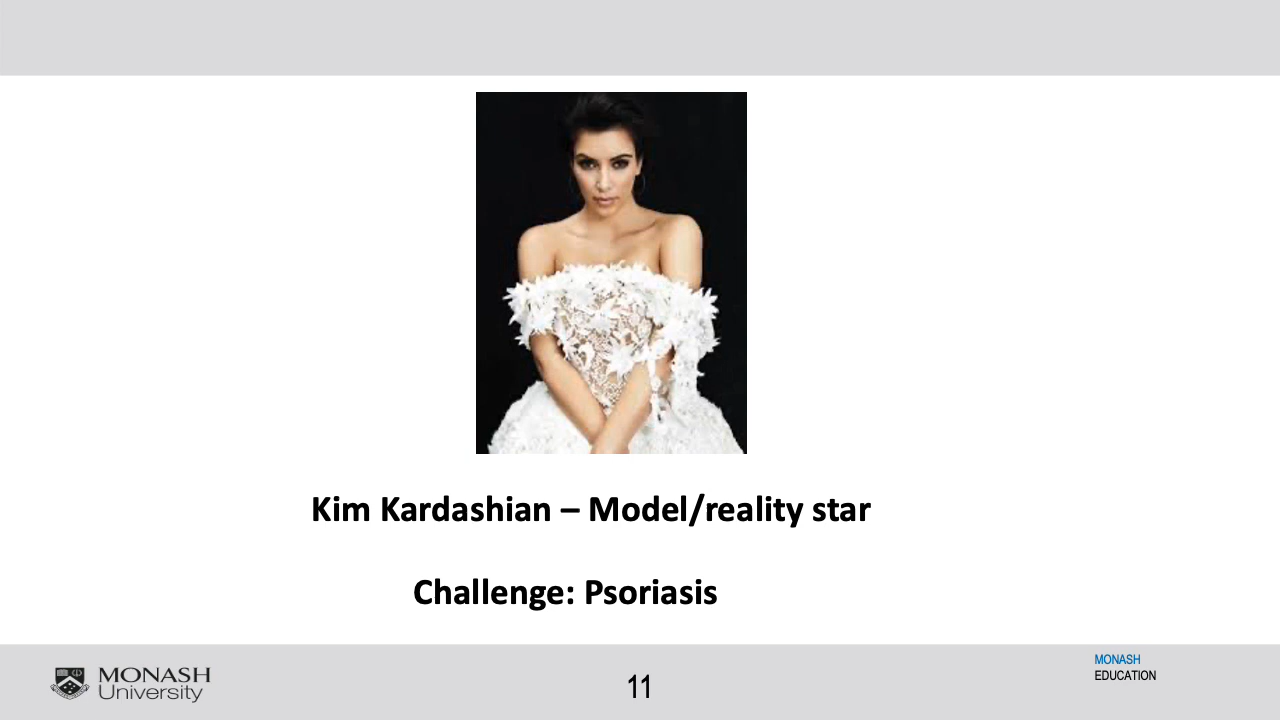 Kim Kardashian – Model/reality star
Challenge: Psoriasis
MONASH
University
11
MONASH
EDUCATION